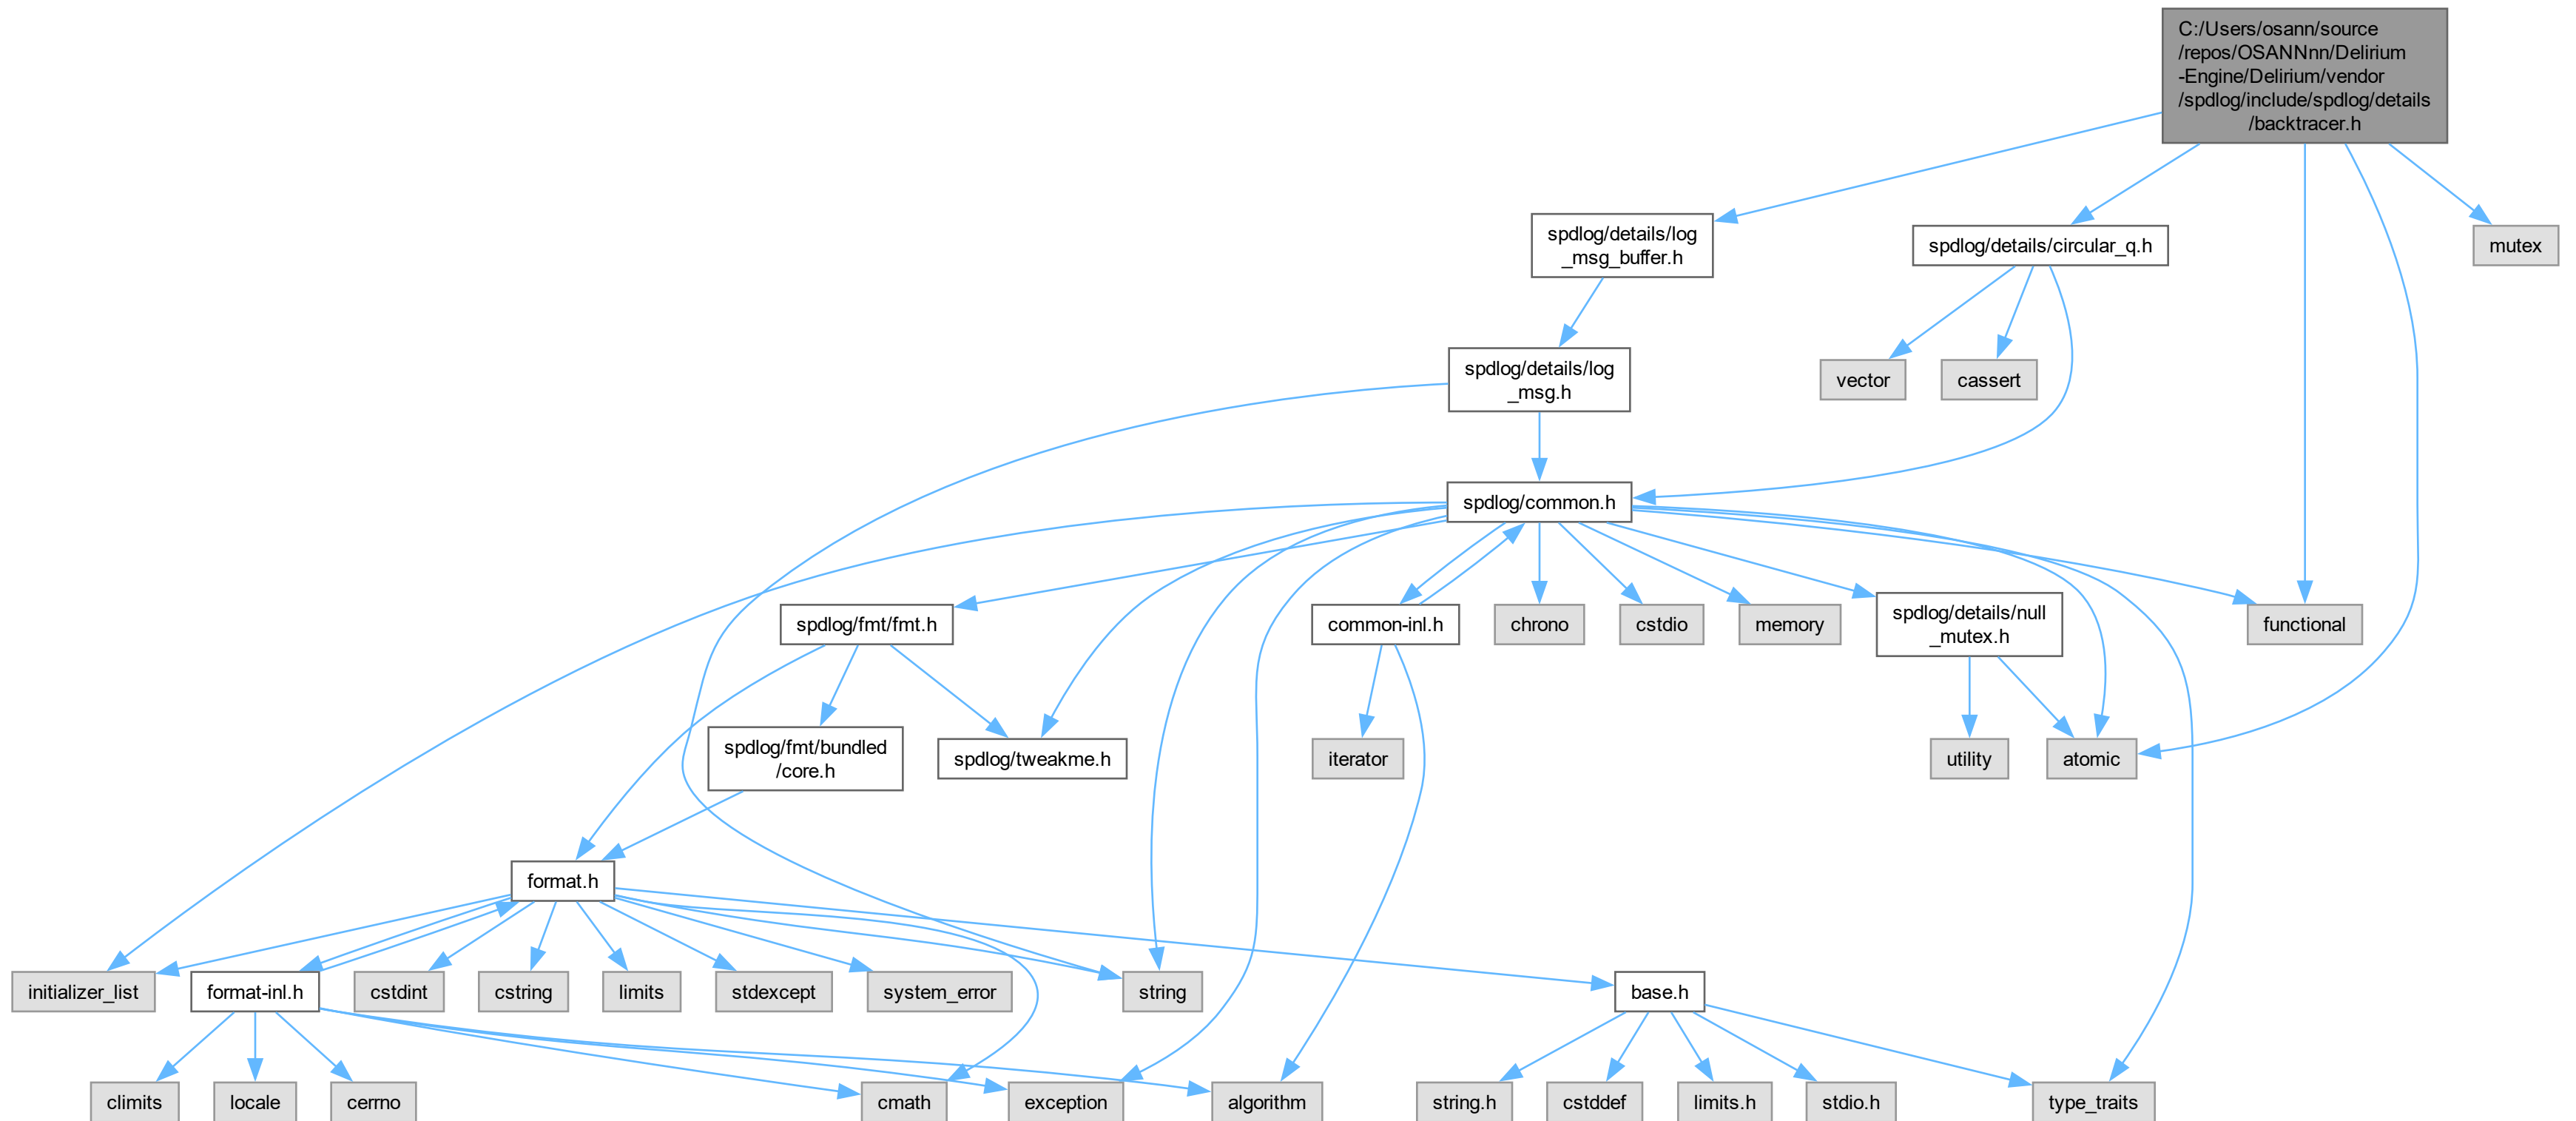 C:/Users/osann/source
/repos/OSANNnn/Delirium
-Engine/Delirium/vendor
/spdlog/include/spdlog/details
/backtracer.h
spdlog/details/log
_msg_buffer.h
spdlog/details/circular_q.h
mutex
spdlog/details/log
_msg.h
vector
cassert
spdlog/common.h
spdlog/fmt/fmt.h
common-inl.h
chrono
cstdio
memory
spdlog/details/null
_mutex.h
functional
spdlog/fmt/bundled
/core.h
spdlog/tweakme.h
iterator
utility
atomic
format.h
initializer_list
format-inl.h
cstdint
cstring
limits
stdexcept
system_error
string
base.h
climits
locale
cerrno
cmath
exception
algorithm
string.h
cstddef
limits.h
stdio.h
type_traits